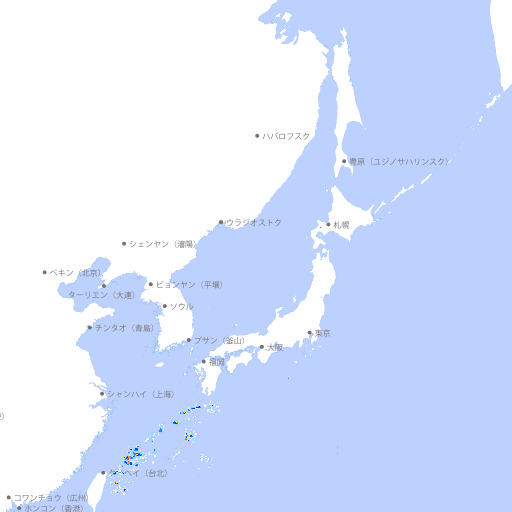 ハバロフスク
豊原（ユジノサハリンスク）
ウラジオストク
札幌
シェンヤン（瀋陽）
ペキン（北京）
ピョンヤン（平壌）
ターリエン（大連）
ソウル
チンタオ（青島）
東京
プサン（釜山）
大阪
福岡
シャンハイ（上海）
タイペイ（台北）
コワンチョウ（広州）
ホンコン（香港）